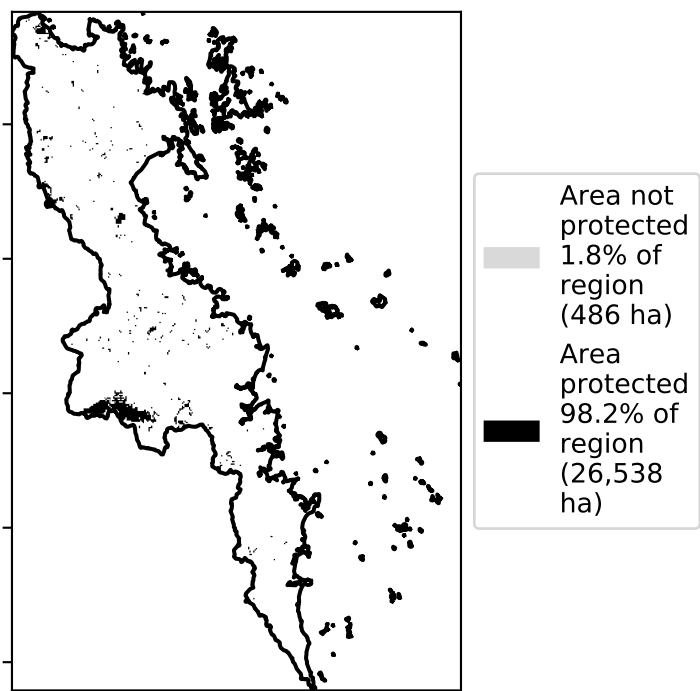 Area not
protected
1.8% of
region
(486 ha)
Area
protected
98.2% of
region
(26,538
ha)